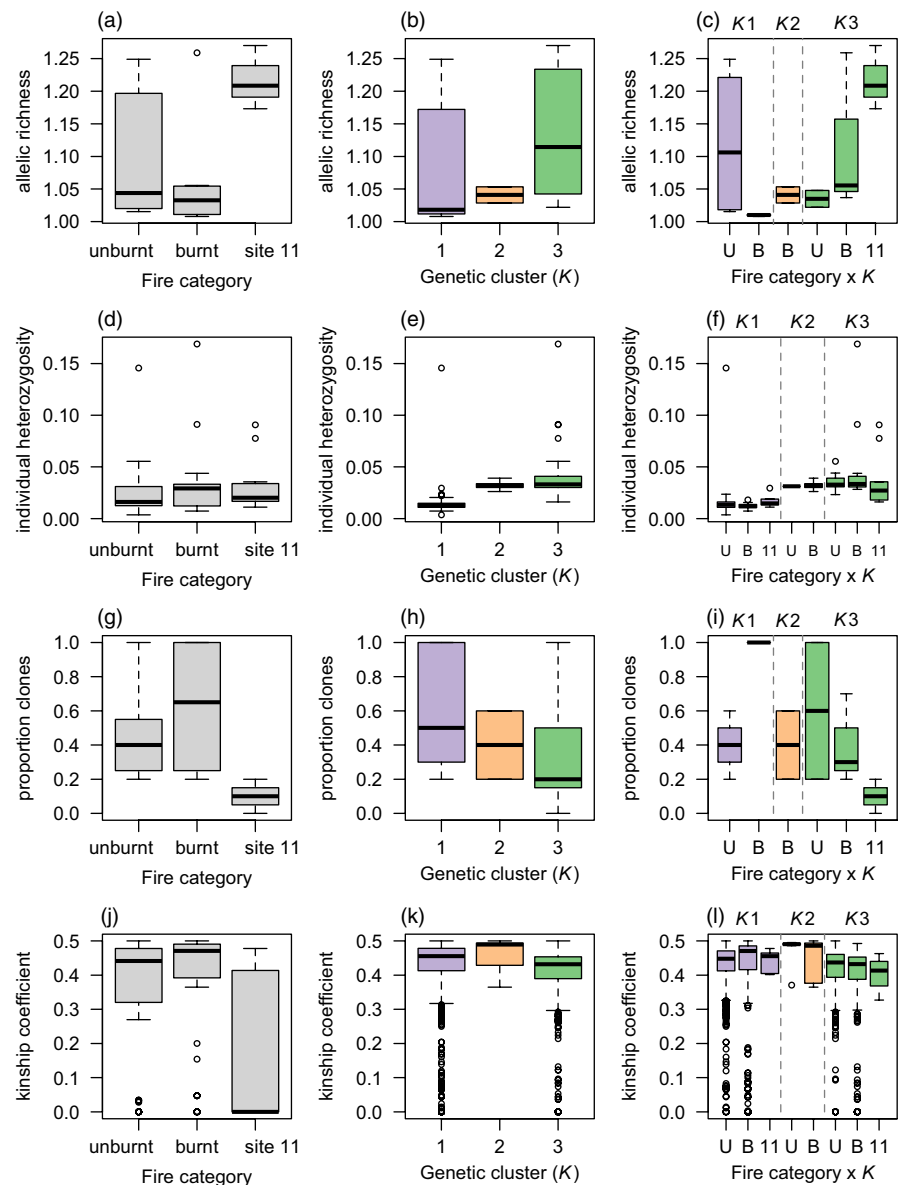 (a)
allelic richness
1.25
1.20
1.15
1.10
1.05
1.00
unburnt burnt site 11
Fire category
(b)
allelic richness
1.25
1.20
1.15
1.10
1.05
1.00
1 2 3
Genetic cluster (K)
(c) K1 K2 K3
allelic richness
1.25
1.20
1.15
1.10
1.05
1.00
U B B U B 11
Fire category x K
(d)
individual heterozygosity
0.15
0.10
0.05
0.00
unburnt burnt site 11
Fire category
(e)
individual heterozygosity
0.15
0.10
0.05
0.00
1 2 3
Genetic cluster (K)
(f) K1 K2 K3
individual heterozygosity
0.15
0.10
0.05
0.00
U B 11 U B U B 11
Fire category x K
(g)
proportion clones
1.0
0.8
0.6
0.4
0.2
0.0
unburnt burnt site 11
Fire category
(h)
proportion clones
1.0
0.8
0.6
0.4
0.2
0.0
1 2 3
Genetic cluster (K)
(i) K1 K2 K3
proportion clones
1.0
0.8
0.6
0.4
0.2
0.0
U B B U B 11
Fire category x K
(j)
kinship coefficient
0.5
0.4
0.3
0.2
0.1
0.0
unburnt burnt site 11
Fire category
(k)
kinship coefficient
0.5
0.4
0.3
0.2
0.1
0.0
1 2 3
Genetic cluster (K)
(l) K1 K2 K3
kinship coefficient
0.5
0.4
0.3
0.2
0.1
0.0
U B 11 U B U B 11
Fire category x K